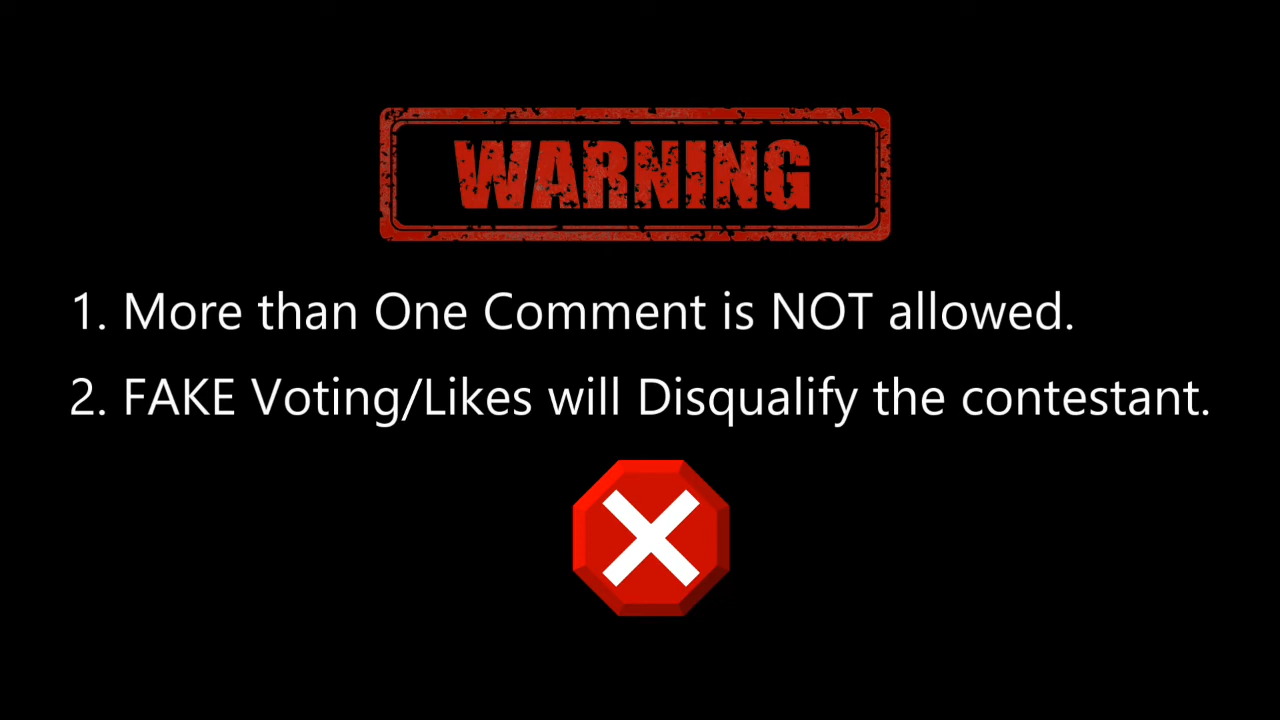 WARNING
1. More than One Comment is NOT allowed.
2. FAKE Voting/Likes will Disqualify the contestant.